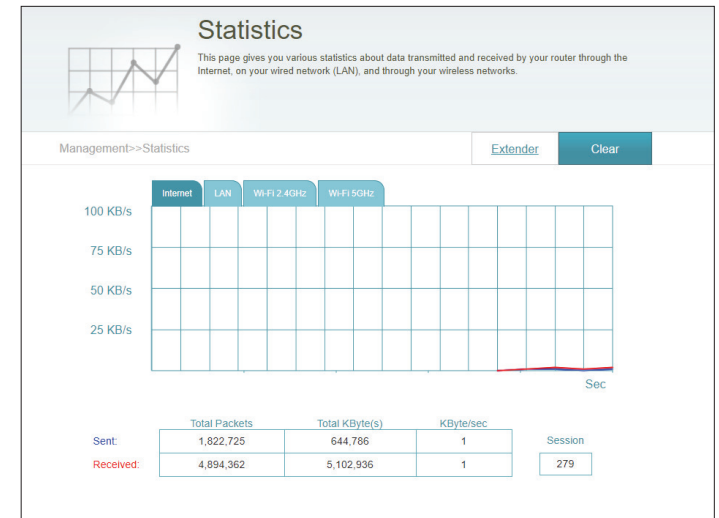 Statistics
This page gives you various statistics about data transmitted and received by your router through the
Internet, on your wired network (LAN), and through your wireless networks.
Management>>Statistics
Extender
Clear
Internet LAN Wi-Fi 2.4GHz Wi-Fi 5GHz
100 KB/s
75 KB/s
50 KB/s
25 KB/s
Sec
Total Packets Total KByte(s) KByte/sec
Sent: 1,822,725 644,786 1 Session
Received: 4,894,362 5,102,936 1 279